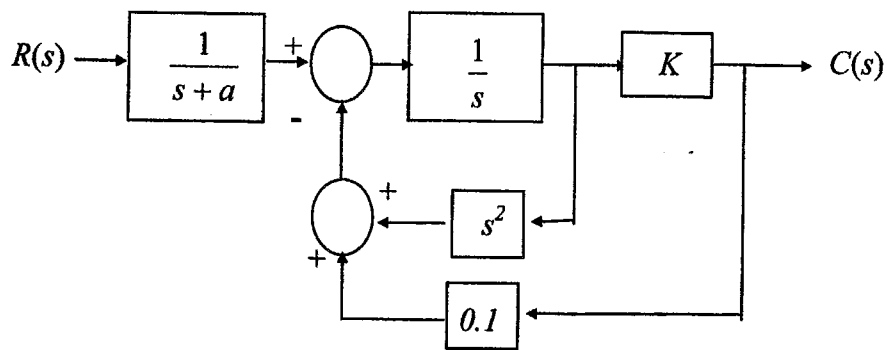 R(s)
1
s + a
+
-
1
s
K
C(s)
+
s²
+
0.1